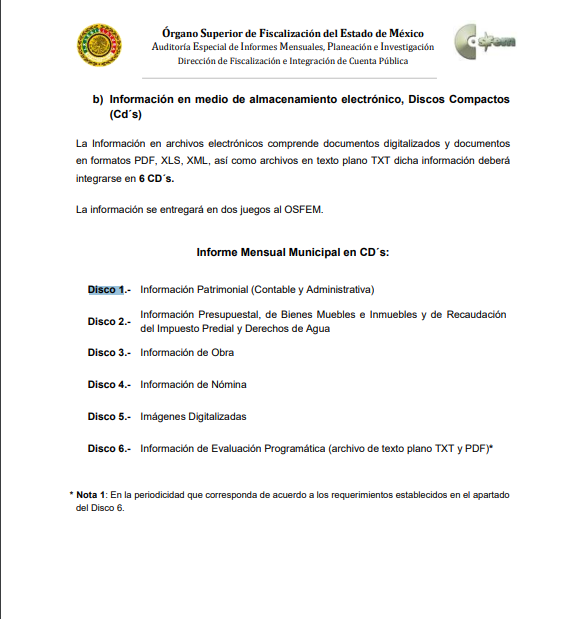 Órgano Superior de Fiscalización del Estado de México
Auditoría Especial de Informes Mensuales, Planeación e Investigación
Dirección de Fiscalización e Integración de Cuenta Pública
osfem
b) Información en medio de almacenamiento electrónico, Discos Compactos
(Cd´s)
La Información en archivos electrónicos comprende documentos digitalizados y documentos
en formatos PDF, XLS, XML, así como archivos en texto plano TXT dicha información deberá
integrarse en 6 CD´s.
La información se entregará en dos juegos al OSFEM.
Informe Mensual Municipal en CD´s:
Disco 1.- Información Patrimonial (Contable y Administrativa)
Disco 2.- Información Presupuestal, de Bienes Muebles e Inmuebles y de Recaudación
del Impuesto Predial y Derechos de Agua
Disco 3.- Información de Obra
Disco 4.- Información de Nómina
Disco 5.- Imágenes Digitalizadas
Disco 6.- Información de Evaluación Programática (archivo de texto plano TXT y PDF)*
* Nota 1: En la periodicidad que corresponda de acuerdo a los requerimientos establecidos en el apartado
del Disco 6.